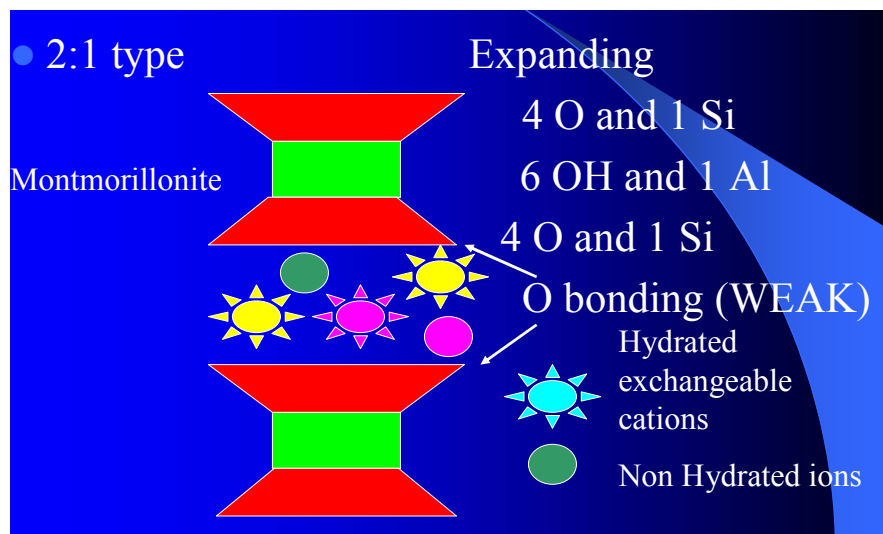 2:1 type Expanding
4 O and 1 Si
Montmorillonite 6 OH and 1 Al
4 O and 1 Si
O bonding (WEAK)
Hydrated
exchangeable
cations
Non Hydrated ions